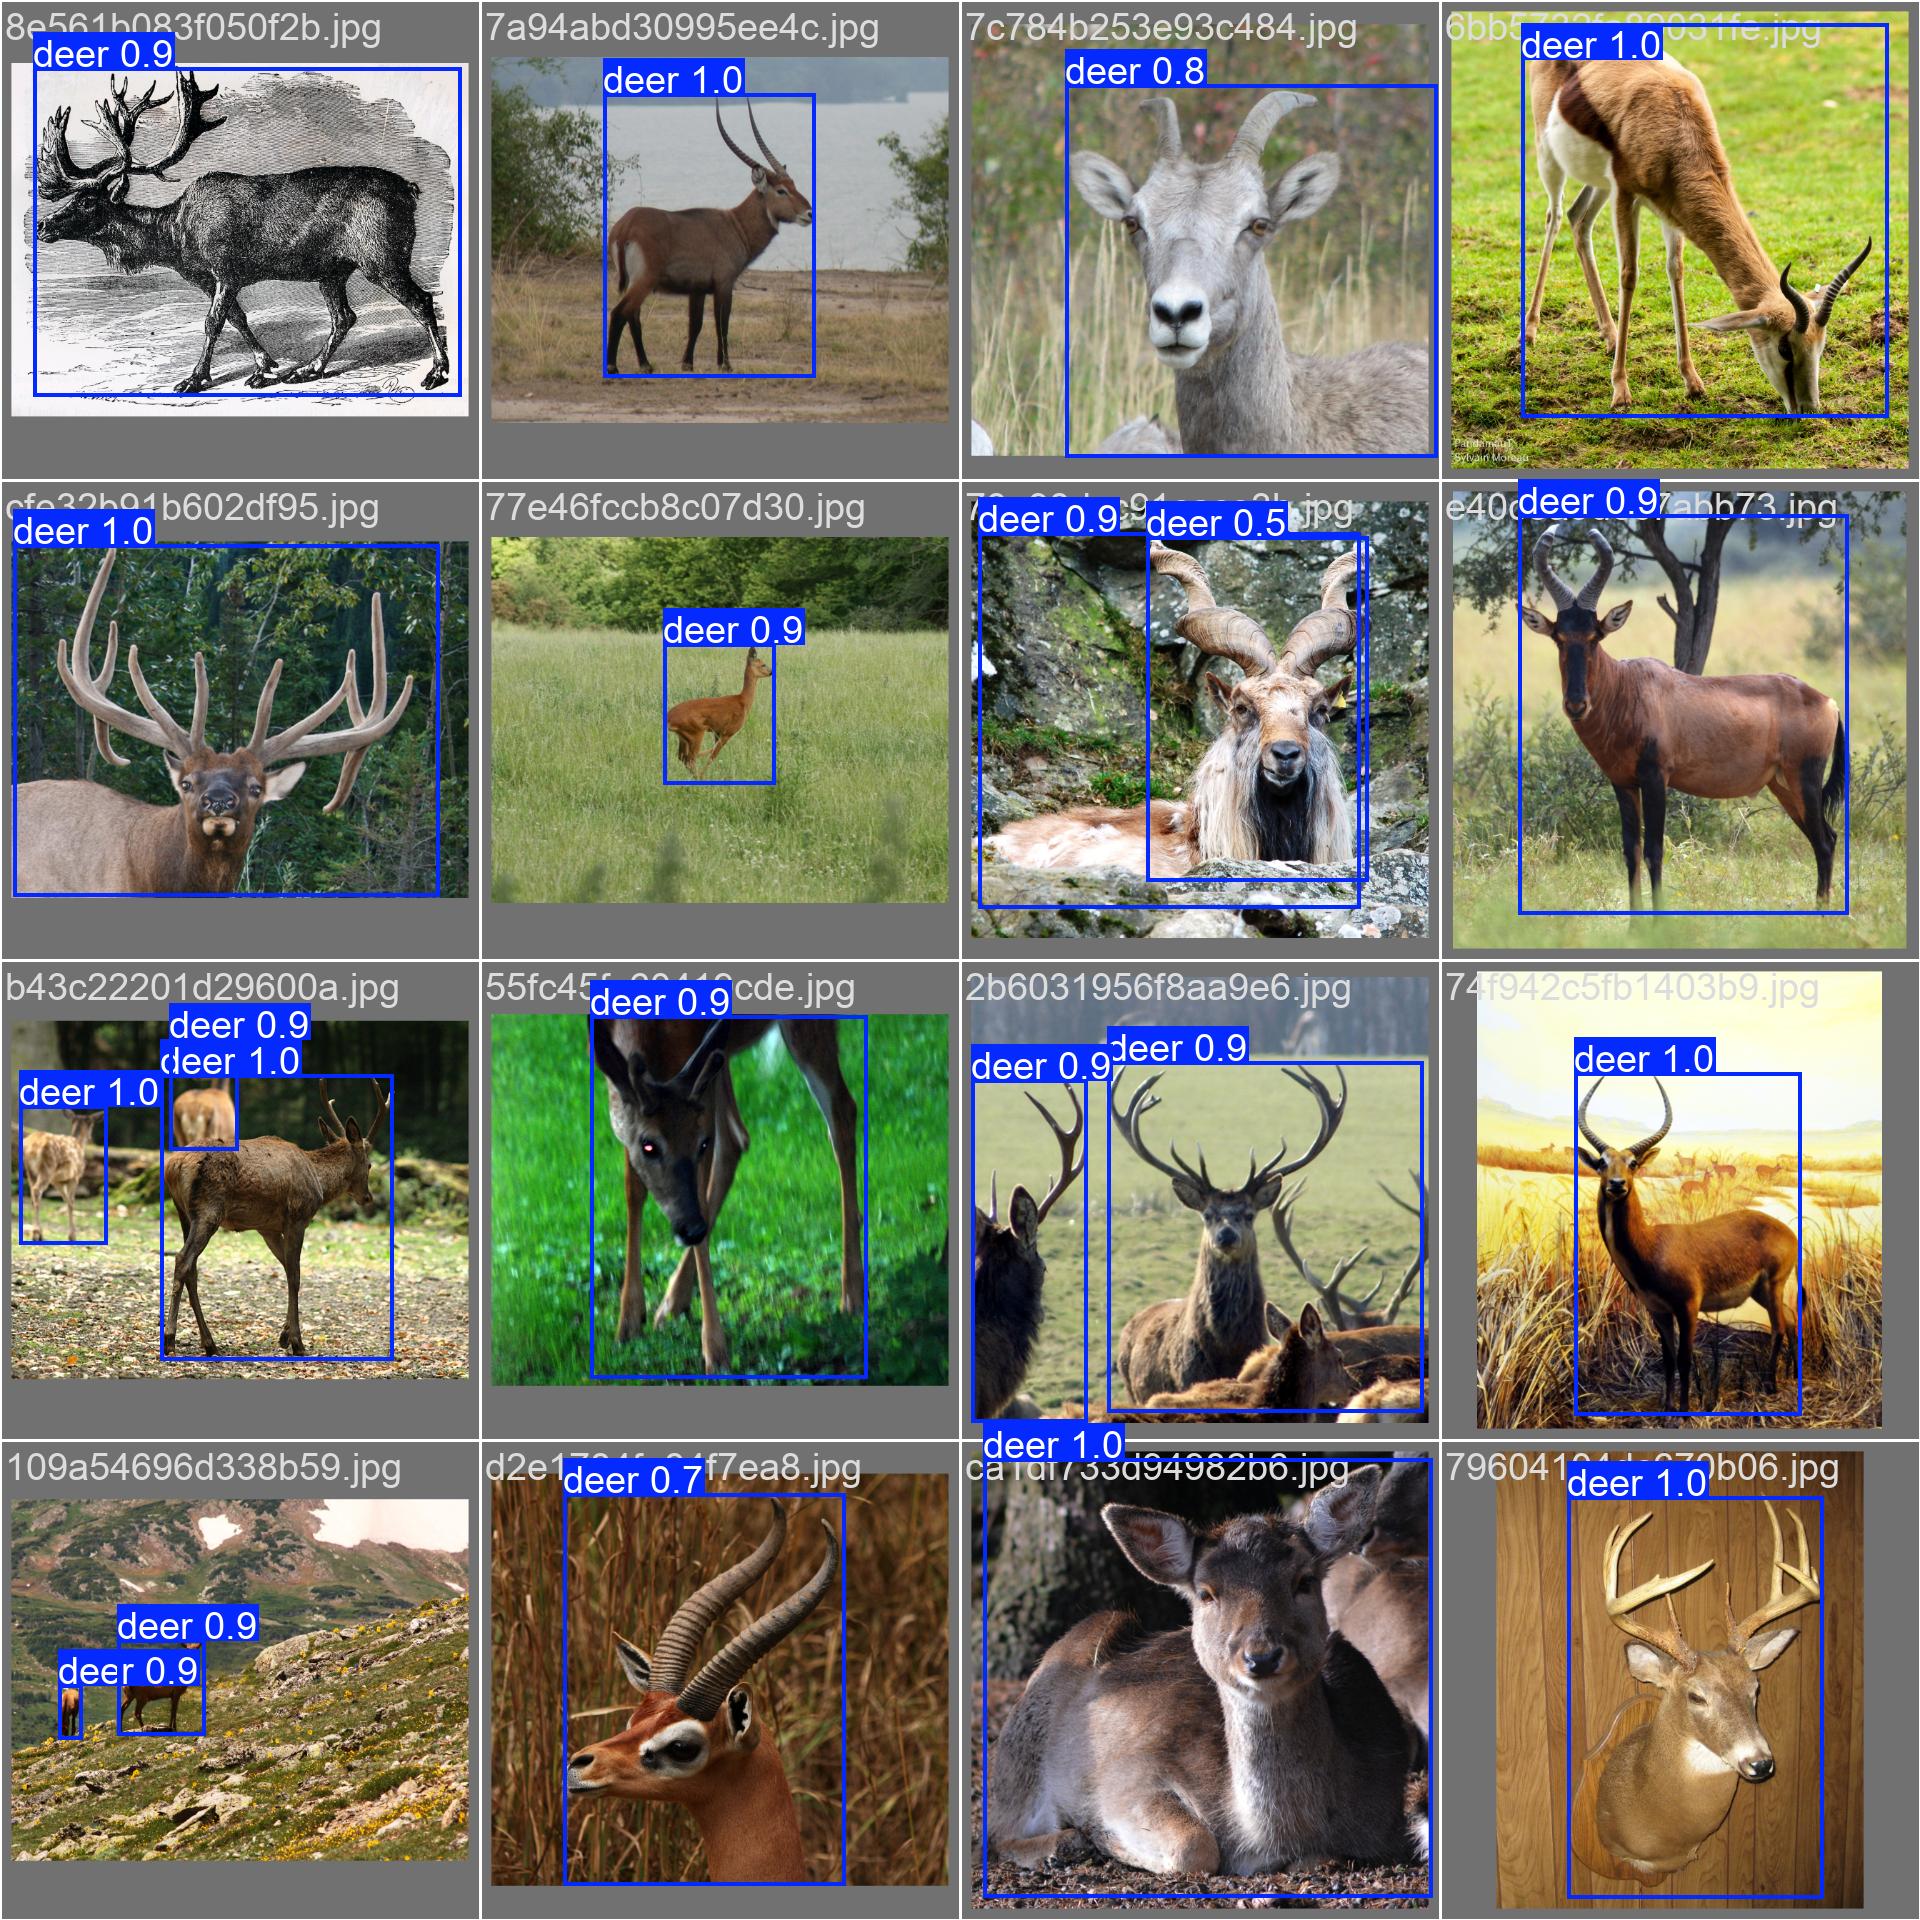 8e561b083f050f2b.jpg
deer 0.9
7a94abd30995ee4c.jpg
deer 1.0
7c784b253e93c484.jpg
deer 0.8
deer 1.0
Sylvain Moreau
cfe32b91b602df95.jpg
deer 1.0
77e46fccb8c07d30.jpg
deer 0.9
deer 0.9
deer 0.5
deer 0.9
b43c22201d29600a.jpg
deer 0.9
deer 1.0
deer 1.0
deer 0.9
2b6031956f8aa9e6.jpg
deer 0.9
deer 0.9
74f942c5fb1403b9.jpg
deer 1.0
109a54696d338b59.jpg
deer 0.9
deer 0.9
deer 0.7
deer 1.0
ca1df733d94982b6.jpg
deer 1.0